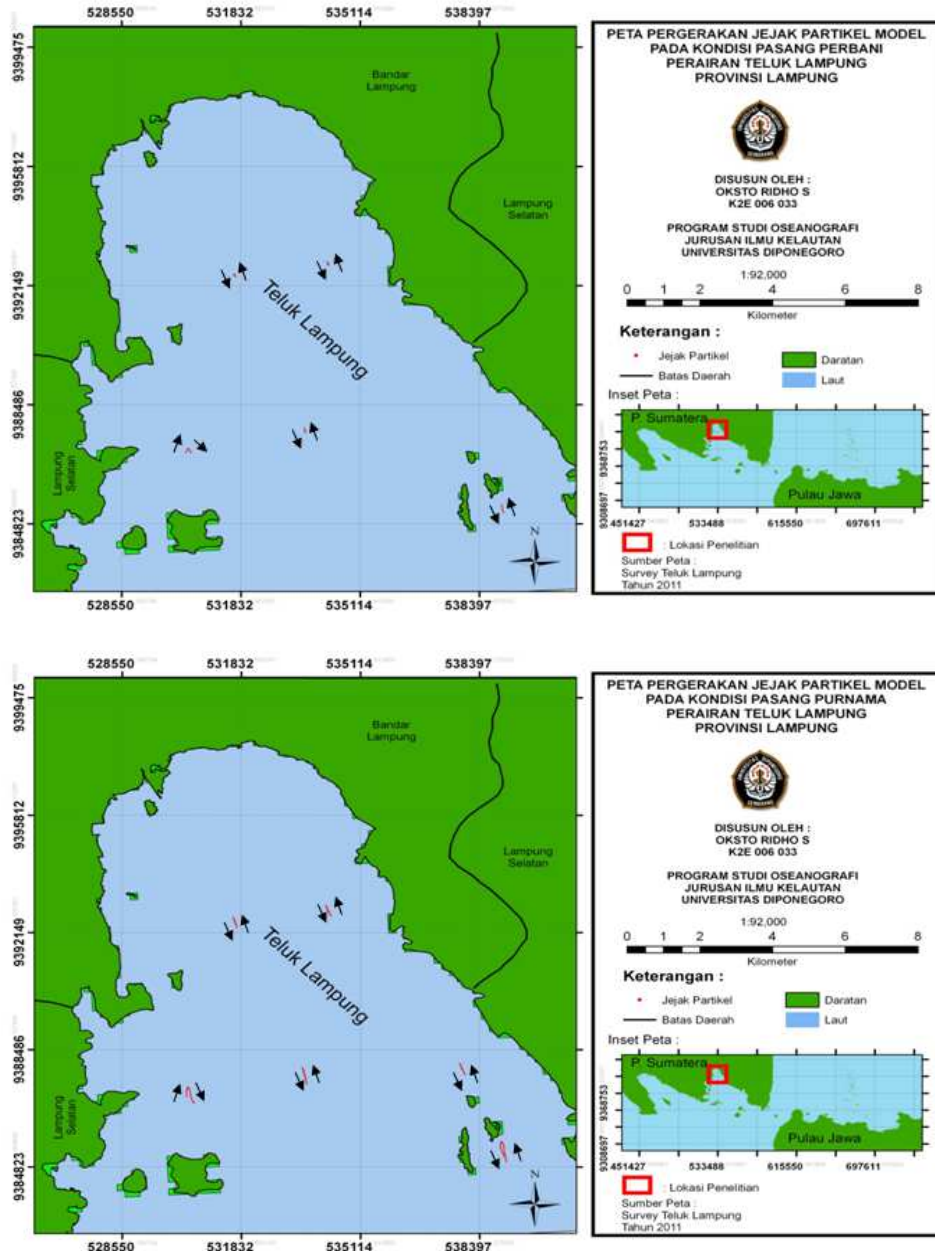 528550 531832 535114 538397
9399475
9395812
9392149
9388486
9384823
Bandar
Lampung
Lampung
Selatan
Teluk Lampung
Lampung
Selatan
N
528550 531832 535114 538397
PETA PERGERAKAN JEJAK PARTIKEL MODEL
PADA KONDISI PASANG PERBANI
PERAIRAN TELUK LAMPUNG
PROVINSI LAMPUNG
DISUSUN OLEH :
OKSTO RIDHO S
K2E 006 033
PROGRAM STUDI OSEANOGRAFI
JURUSAN ILMU KELAUTAN
UNIVERSITAS DIPONEGORO
1:92,000
0 1 2 4 6 8
Kilometer
Keterangan :
Jejak Partikel Daratan
Batas Daerah Laut
Inset Peta :
P. Sumatera
Pulau Jawa
9368753
9308697
451427 533488 615550 697611
: Lokasi Penelitian
Sumber Peta :
Survey Teluk Lampung
Tahun 2011
528550 531832 535114 538397
9399475
9395812
9392149
9388486
9384823
Bandar
Lampung
Lampung
Selatan
Teluk Lampung
Lampung
Selatan
N
528550 531832 535114 538397
PETA PERGERAKAN JEJAK PARTIKEL MODEL
PADA KONDISI PASANG PURNAMA
PERAIRAN TELUK LAMPUNG
PROVINSI LAMPUNG
DISUSUN OLEH :
OKSTO RIDHO S
K2E 006 033
PROGRAM STUDI OSEANOGRAFI
JURUSAN ILMU KELAUTAN
UNIVERSITAS DIPONEGORO
1:92,000
0 1 2 4 6 8
Kilometer
Keterangan :
Jejak Partikel Daratan
Batas Daerah Laut
Inset Peta :
P. Sumatera
Pulau Jawa
9368753
9308697
451427 533488 615550 697611
: Lokasi Penelitian
Sumber Peta :
Survey Teluk Lampung
Tahun 2011